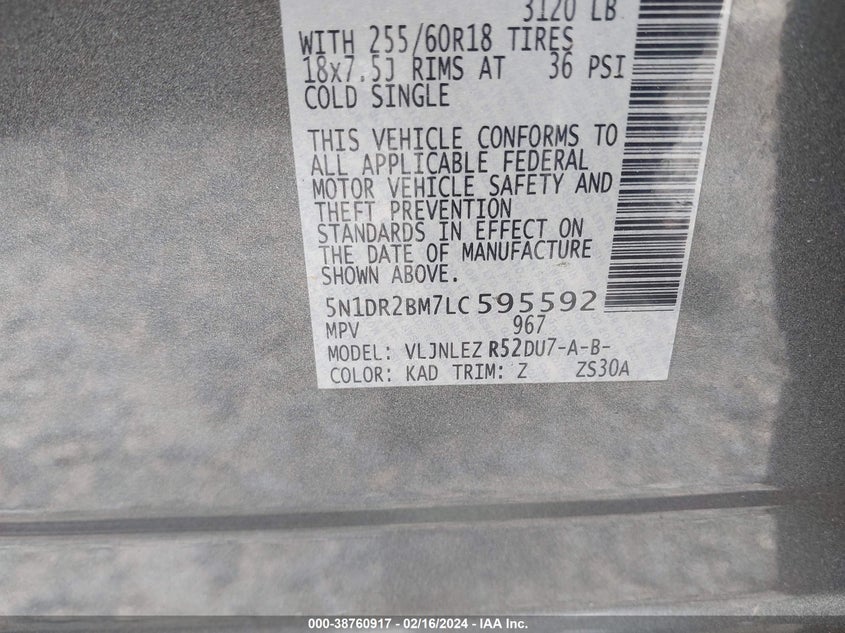 3120 LB
WITH 255/60R18 TIRES
18x7.5J RIMS AT 36 PSI
COLD SINGLE
THIS VEHICLE CONFORMS TO
ALL APPLICABLE FEDERAL
MOTOR VEHICLE SAFETY AND
THEFT PREVENTION
STANDARDS IN EFFECT ON
THE DATE OF MANUFACTURE
SHOWN ABOVE.
5N1DR2BM7LC595592
MPV 967
MODEL: VLJNLEZ R52DU7-A-B-
COLOR: KAD TRIM: Z ZS30A
000-38760917 - 02/16/2024 - IAA Inc.